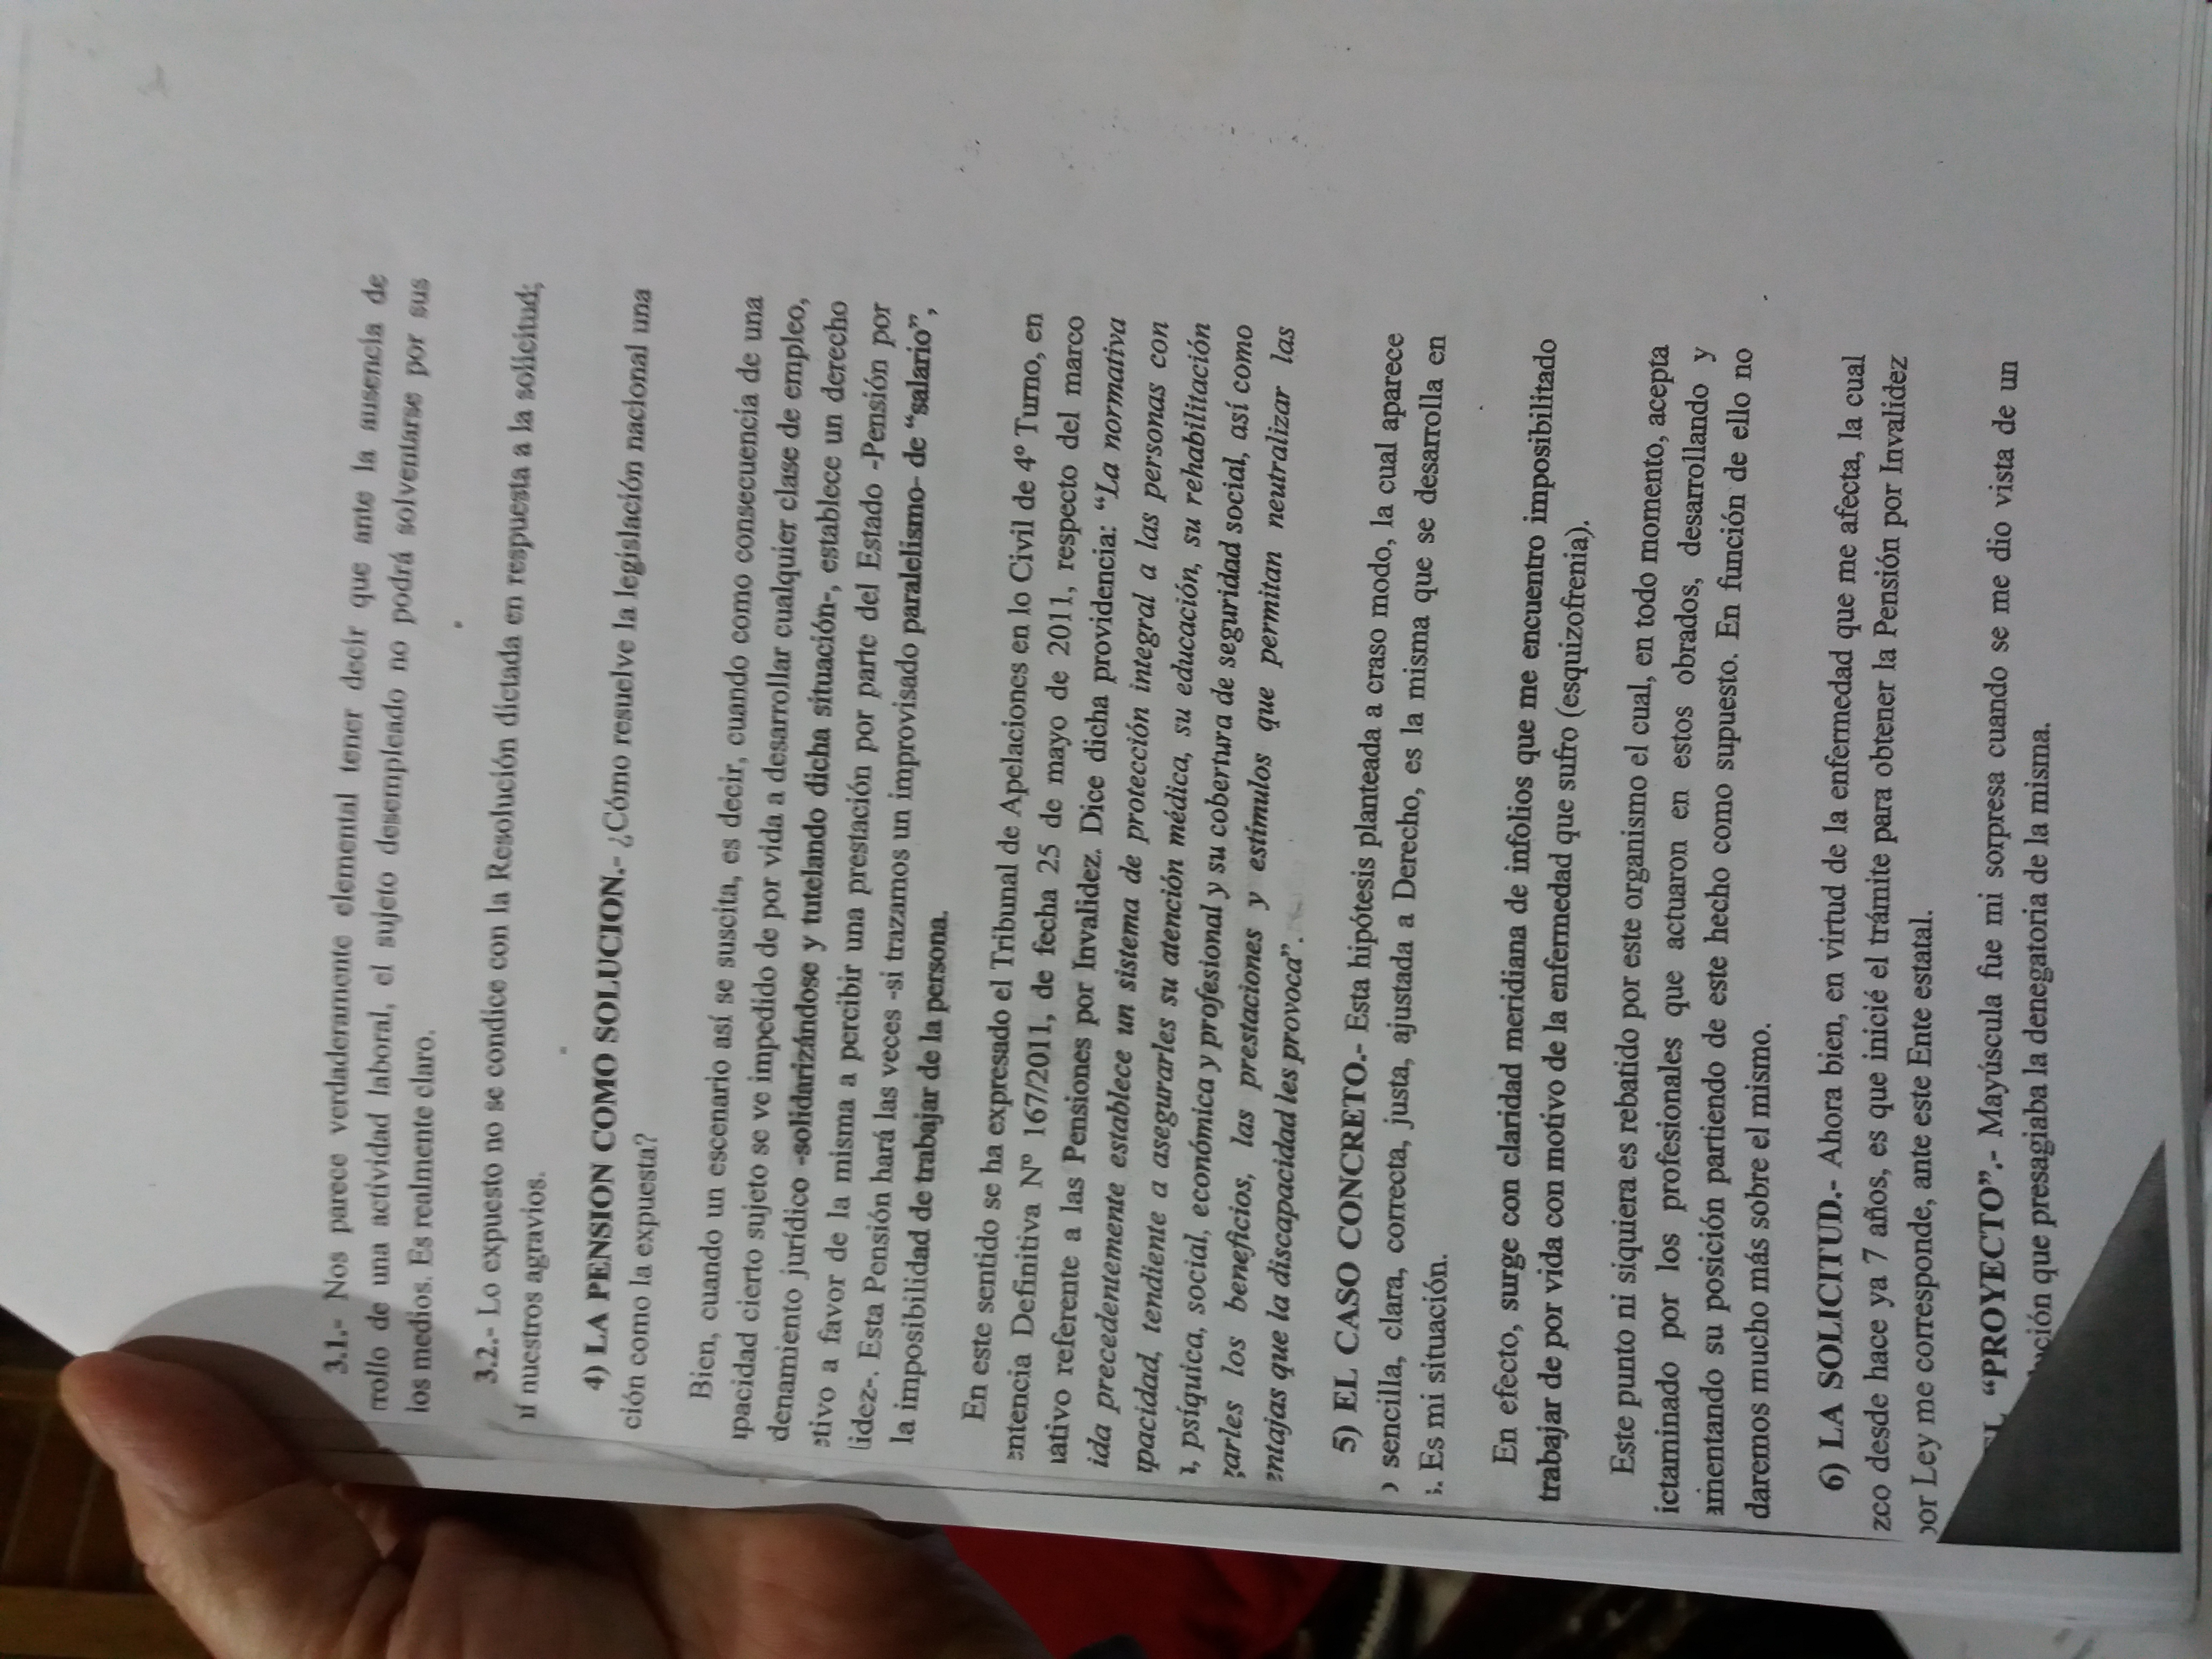 3.1.- Nos parece verdaderamente elemental tener decir que ante la ausencia de
rrollo de una actividad laboral, el sujeto desempleado no podrá solventarse por sus
ios medios. Es realmente claro.
3.2.- Lo expuesto no se condice con la Resolución dictada en respuesta a la solicitud;
nuestros agravios.
4) LA PENSION COMO SOLUCION.- ¿Cómo resuelve la legislación nacional una
ción como la expuesta?
Bien, cuando un escenario así se suscita, es decir, cuando como consecuencia de una
pacidad cierto sujeto se ve impedido de por vida a desarrollar cualquier clase de empleo,
denamiento jurídico -solidarizándose y tutelando dicha situación-, establece un derecho
etivo a favor de la misma a percibir una prestación por parte del Estado -Pensión por
lidez-. Esta Pensión hará las veces -si trazamos un improvisado paralelismo- de “salario”,
la imposibilidad de trabajar de la persona.
En este sentido se ha expresado el Tribunal de Apelaciones en lo Civil de 4º Turno, en
entencia Definitiva Nº 167/2011, de fecha 25 de mayo de 2011, respecto del marco
ativo referente a las Pensiones por Invalidez. Dice dicha providencia: “La normativa
ida precedentemente establece un sistema de protección integral a las personas con
pacidad, tendiente a asegurarles su atención médica, su educación, su rehabilitación
, psíquica, social, económica y profesional y su cobertura de seguridad social, así como
garles los beneficios, las prestaciones y estímulos que permitan neutralizar las
entajas que la discapacidad les provoca”.
5) EL CASO CONCRETO.- Esta hipótesis planteada a craso modo, la cual aparece
o sencilla, clara, correcta, justa, ajustada a Derecho, es la misma que se desarrolla en
s. Es mi situación.
En efecto, surge con claridad meridiana de infolios que me encuentro imposibilitado
trabajar de por vida con motivo de la enfermedad que sufro (esquizofrenia).
Este punto ni siquiera es rebatido por este organismo el cual, en todo momento, acepta
ictaminado por los profesionales que actuaron en estos obrados, desarrollando y
amentando su posición partiendo de este hecho como supuesto. En función de ello no
daremos mucho más sobre el mismo.
6) LA SOLICITUD.- Ahora bien, en virtud de la enfermedad que me afecta, la cual
zco desde hace ya 7 años, es que inicié el trámite para obtener la Pensión por Invalidez
por Ley me corresponde, ante este Ente estatal.
EL “PROYECTO”.- Mayúscula fue mi sorpresa cuando se me dio vista de un
ución que presagiaba la denegatoria de la misma.